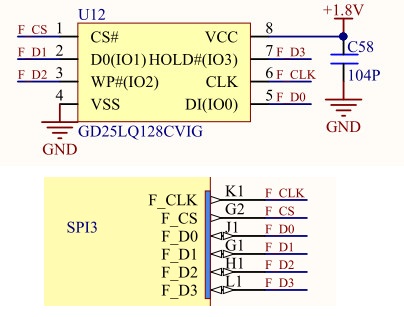 U12
+1.8V
F_CS 1 CS# VCC 8
F_D1 2 D0(IO1) HOLD#(IO3) 7 F_D3
F_D2 3 WP#(IO2) CLK 6 F_CLK
4 VSS DI(IO0) 5 F_D0
C58
104P
GND
GD25LQ128CVIG
GND
SPI3
F_CLK K1 F_CLK
F_CS G2 F_CS
F_D0 J1 F_D0
F_D1 G1 F_D1
F_D2 H1 F_D2
F_D3 L1 F_D3